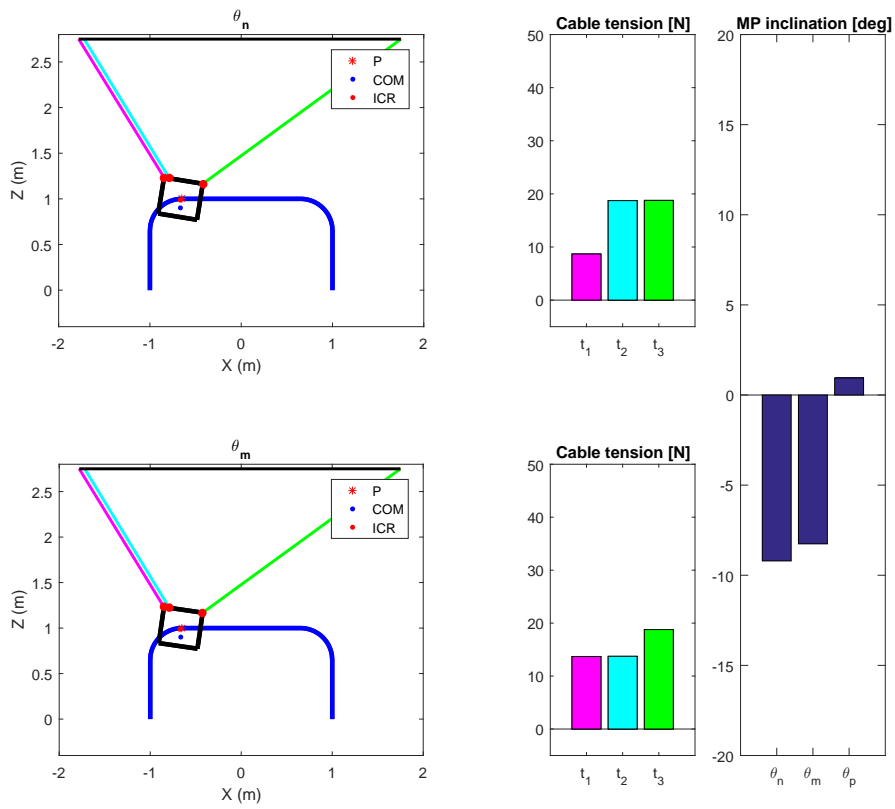 θn
Z (m)
2.5
2
1.5
1
0.5
0
-2
-1
0
1
2
X (m)
P
COM
ICR
Cable tension [N]
50
40
30
20
10
0
t1
t2
t3
MP inclination [deg]
20
15
10
5
0
-5
-10
-15
-20
θn
θm
θp
θm
Z (m)
2.5
2
1.5
1
0.5
0
-2
-1
0
1
2
X (m)
P
COM
ICR
Cable tension [N]
50
40
30
20
10
0
t1
t2
t3